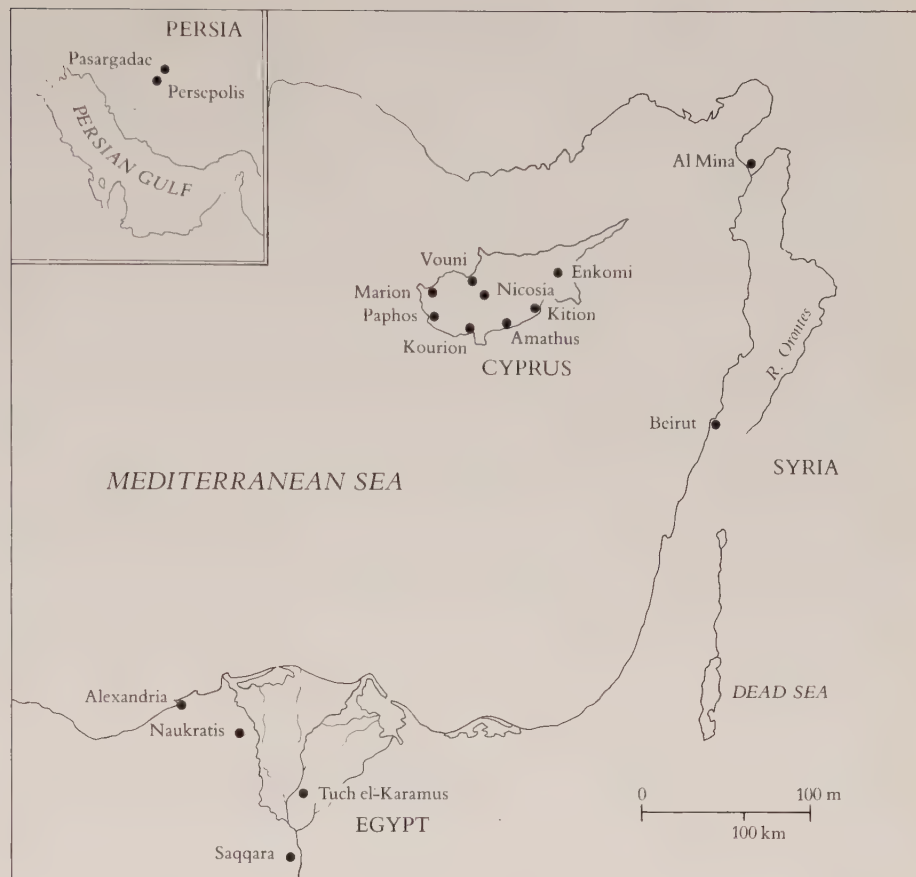 PERSIA
Pasargadae
Persepolis
PERSIAN GULF
Al Mina
Vouni
Enkomi
Marion
Nicosia
Paphos
Kition
Kourion
Amathus
CYPRUS
R. Orontes
Beirut
SYRIA
MEDITERRANEAN SEA
DEAD SEA
Alexandria
Naukratis
Tuch el-Karamus
EGYPT
Saqqara
0 100 m
100 km